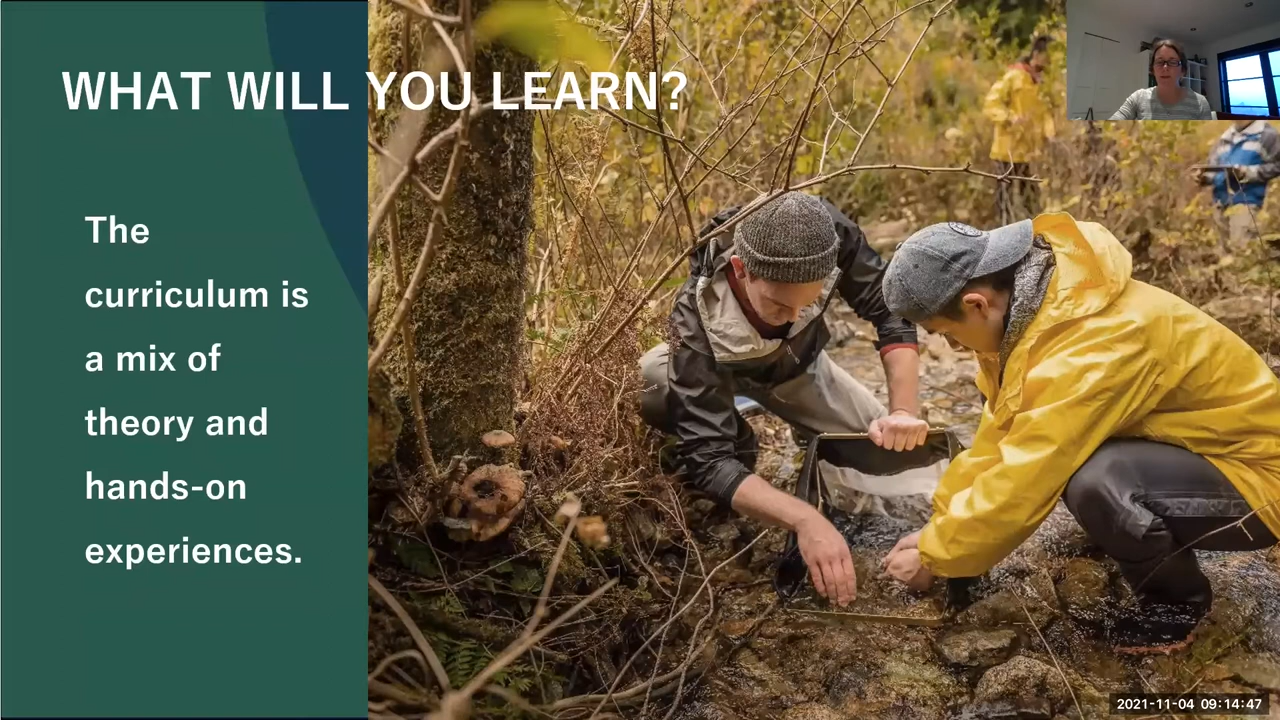 WHAT WILL YOU LEARN?
The
curriculum is
a mix of
theory and
hands-on
experiences.
2021-11-04 09:14:47